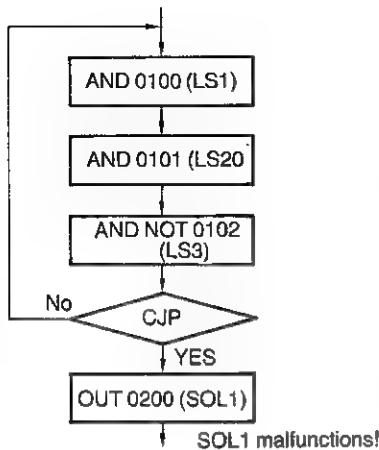 AND 0100 (LS1)
AND 0101 (LS20
AND NOT 0102
(LS3)
No
CJP
YES
OUT 0200 (SOL1)
SOL1 malfunctions!